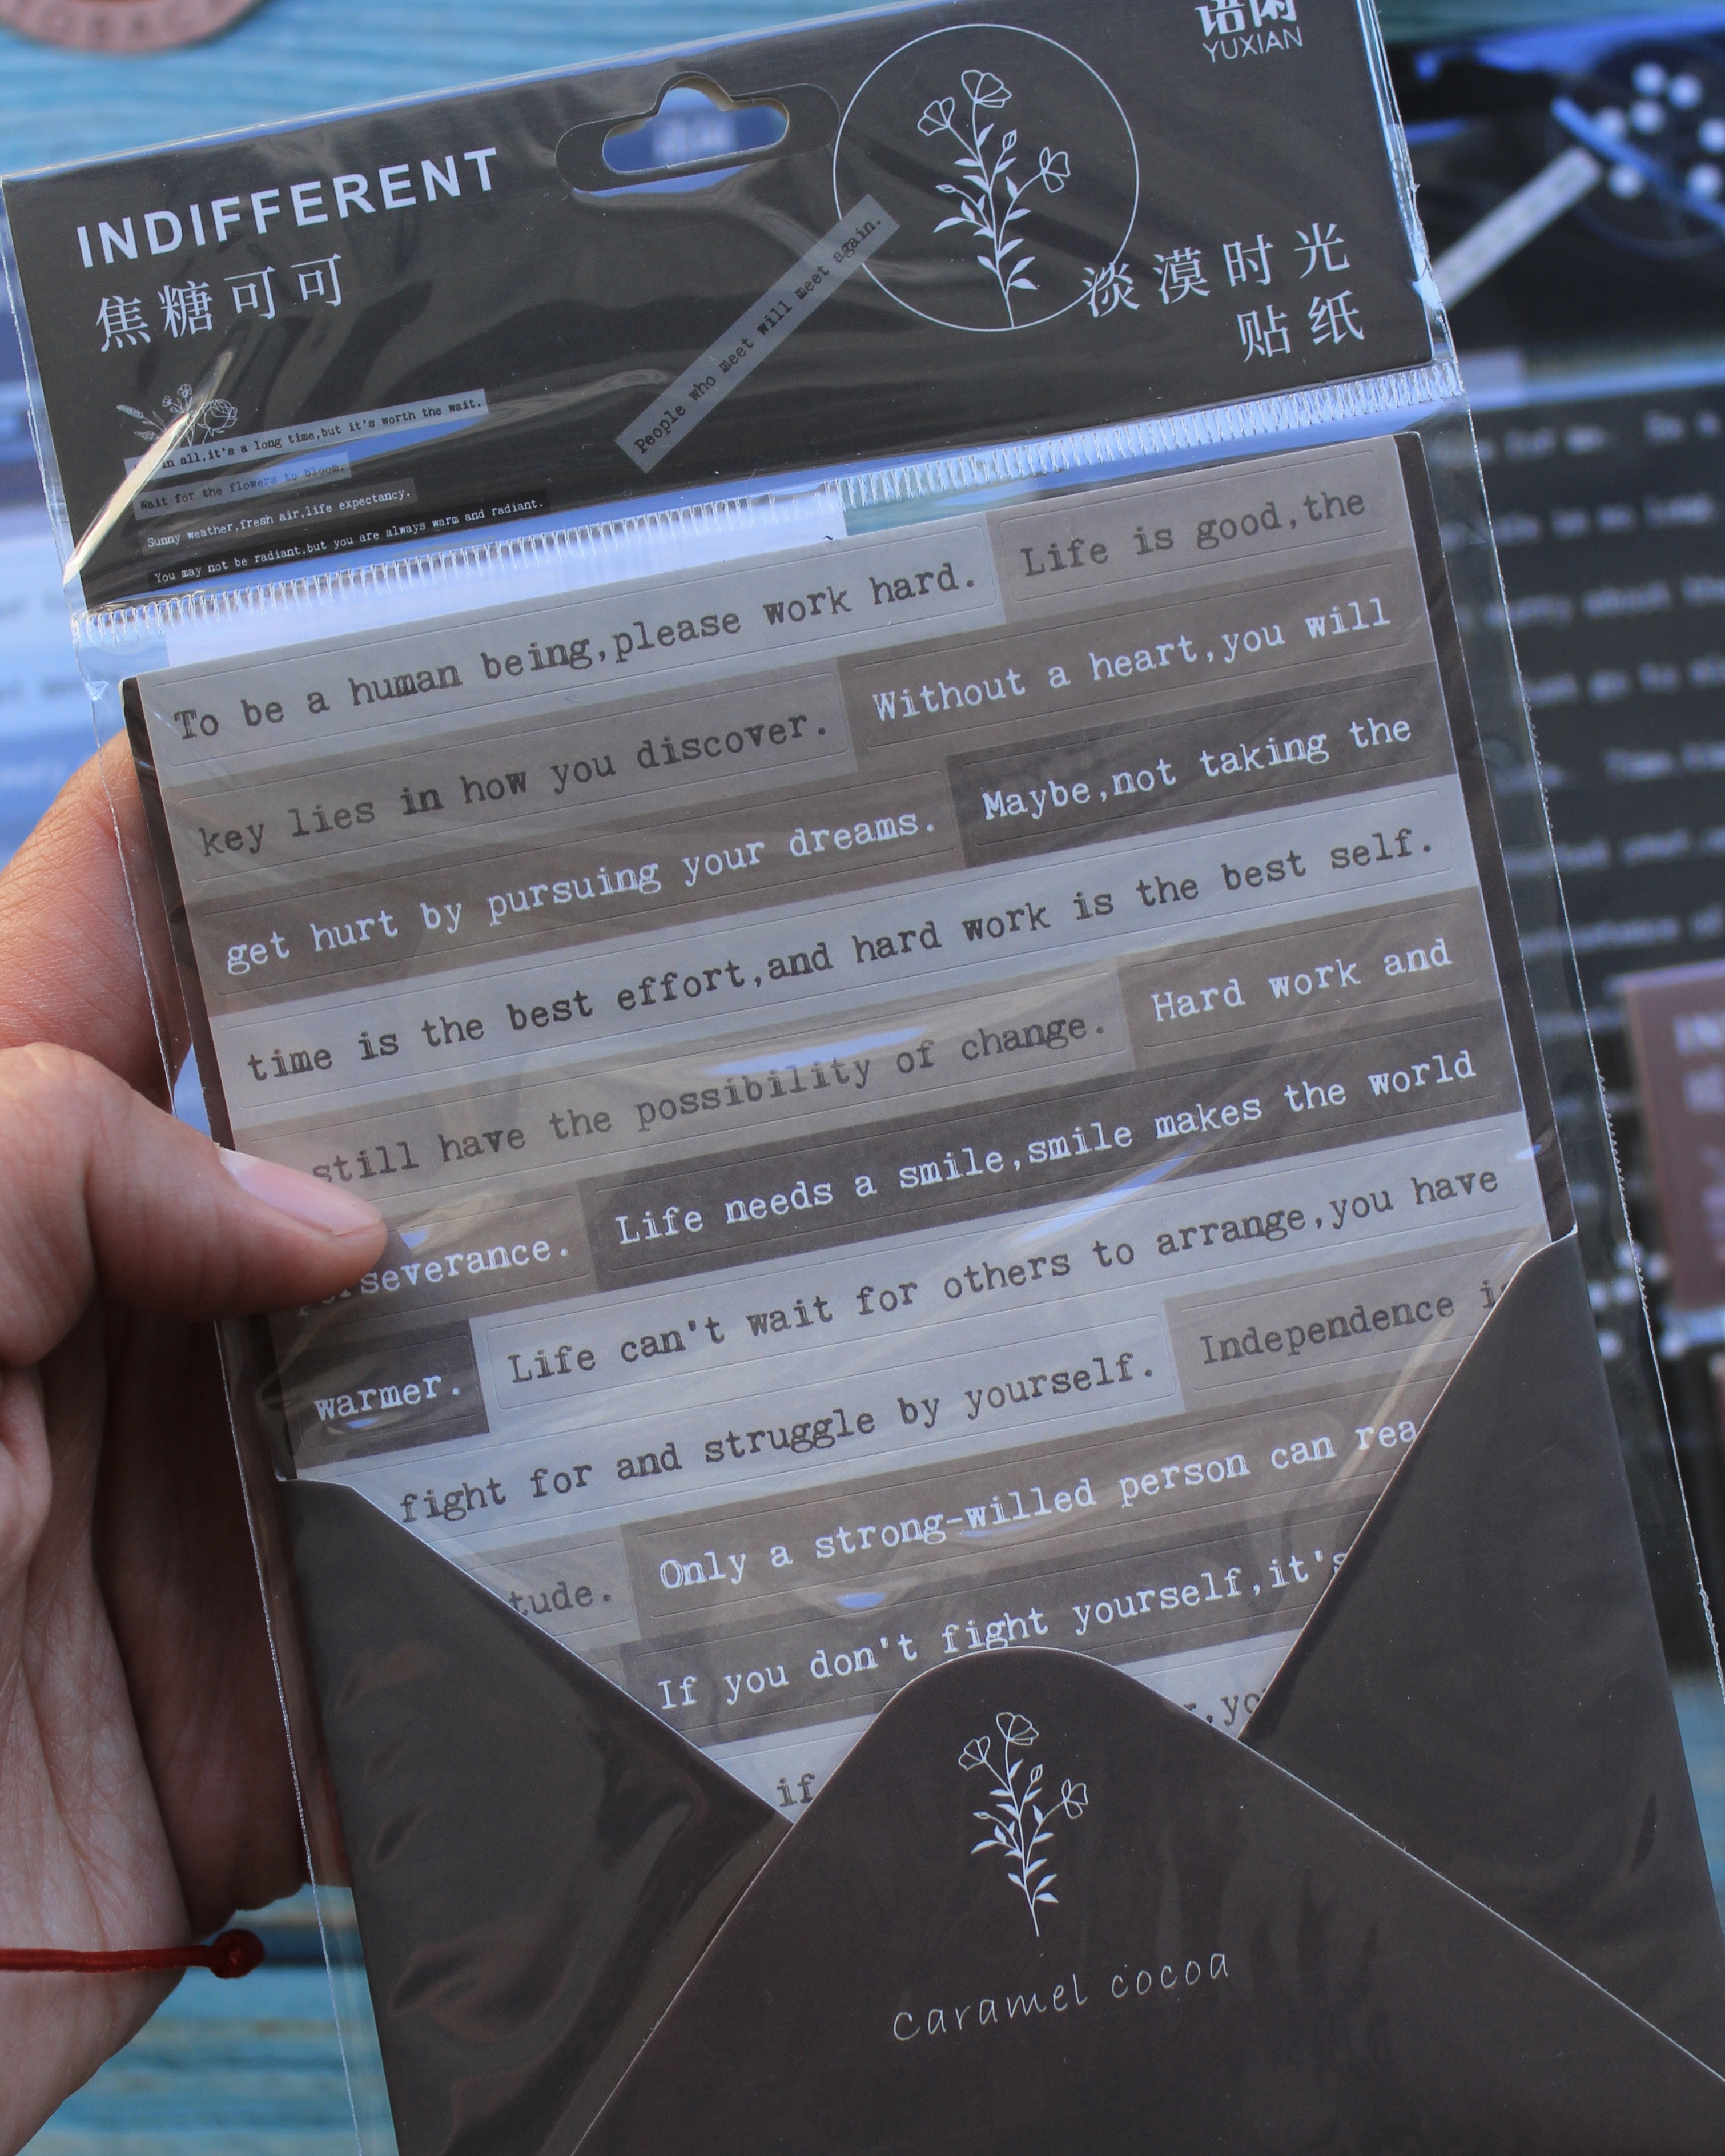 语闲
YUXIAN
INDIFFERENT
焦糖可可
淡漠时光
贴纸
People who meet will meet again.
in all,it's a long time,but it's worth the wait.
Wait for the flowers to bloom.
Sunny weather,fresh air,life expectancy.
You may not be radiant,but you are always warm and radiant.
To be a human being,please work hard. Life is good,the
key lies in how you discover. Without a heart,you will
get hurt by pursuing your dreams. Maybe,not taking the
time is the best effort,and hard work is the best self.
still have the possibility of change. Hard work and
perseverance. Life needs a smile,smile makes the world
warmer. Life can't wait for others to arrange,you have
fight for and struggle by yourself. Independence is
tude. Only a strong-willed person can rea
If you don't fight yourself,it's
if
caramel cocoa